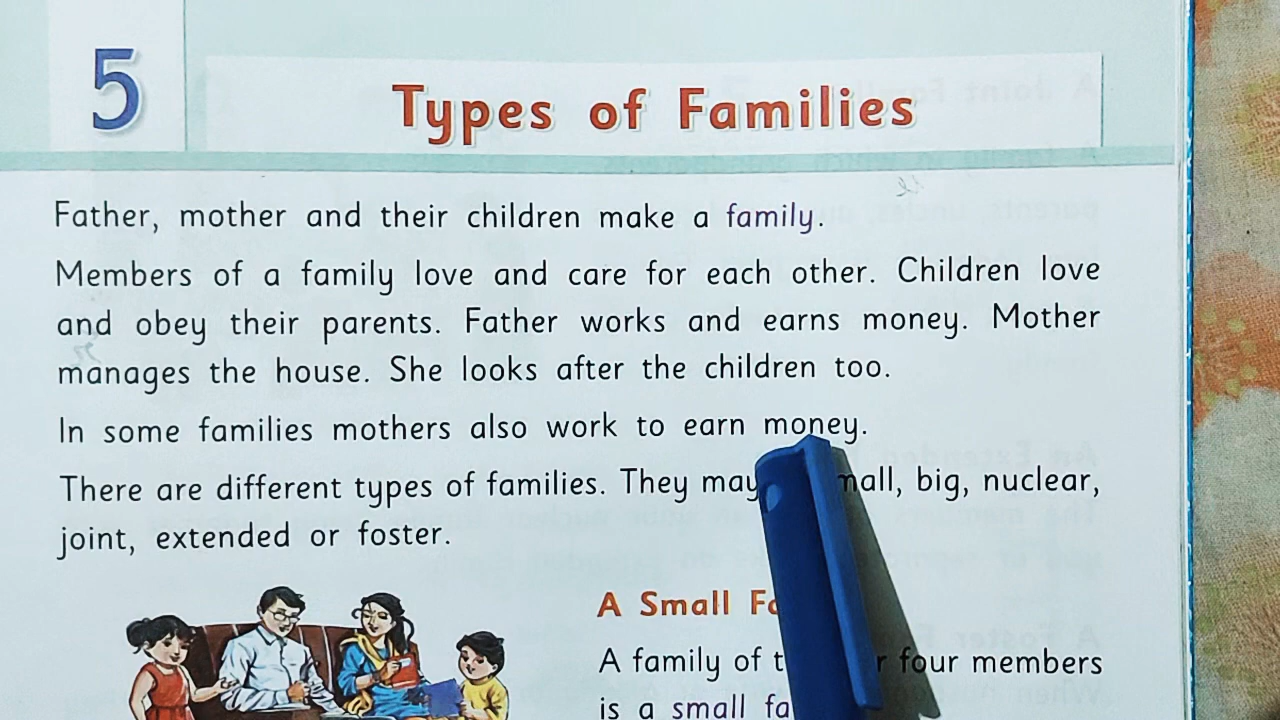 5
Types of Families
Father, mother and their children make a family.
Members of a family love and care for each other. Children love
and obey their parents. Father works and earns money. Mother
manages the house. She looks after the children too.
In some families mothers also work to earn money.
There are different types of families. They may big, nuclear,
joint, extended or foster.
A Small
A family of four members
is a small